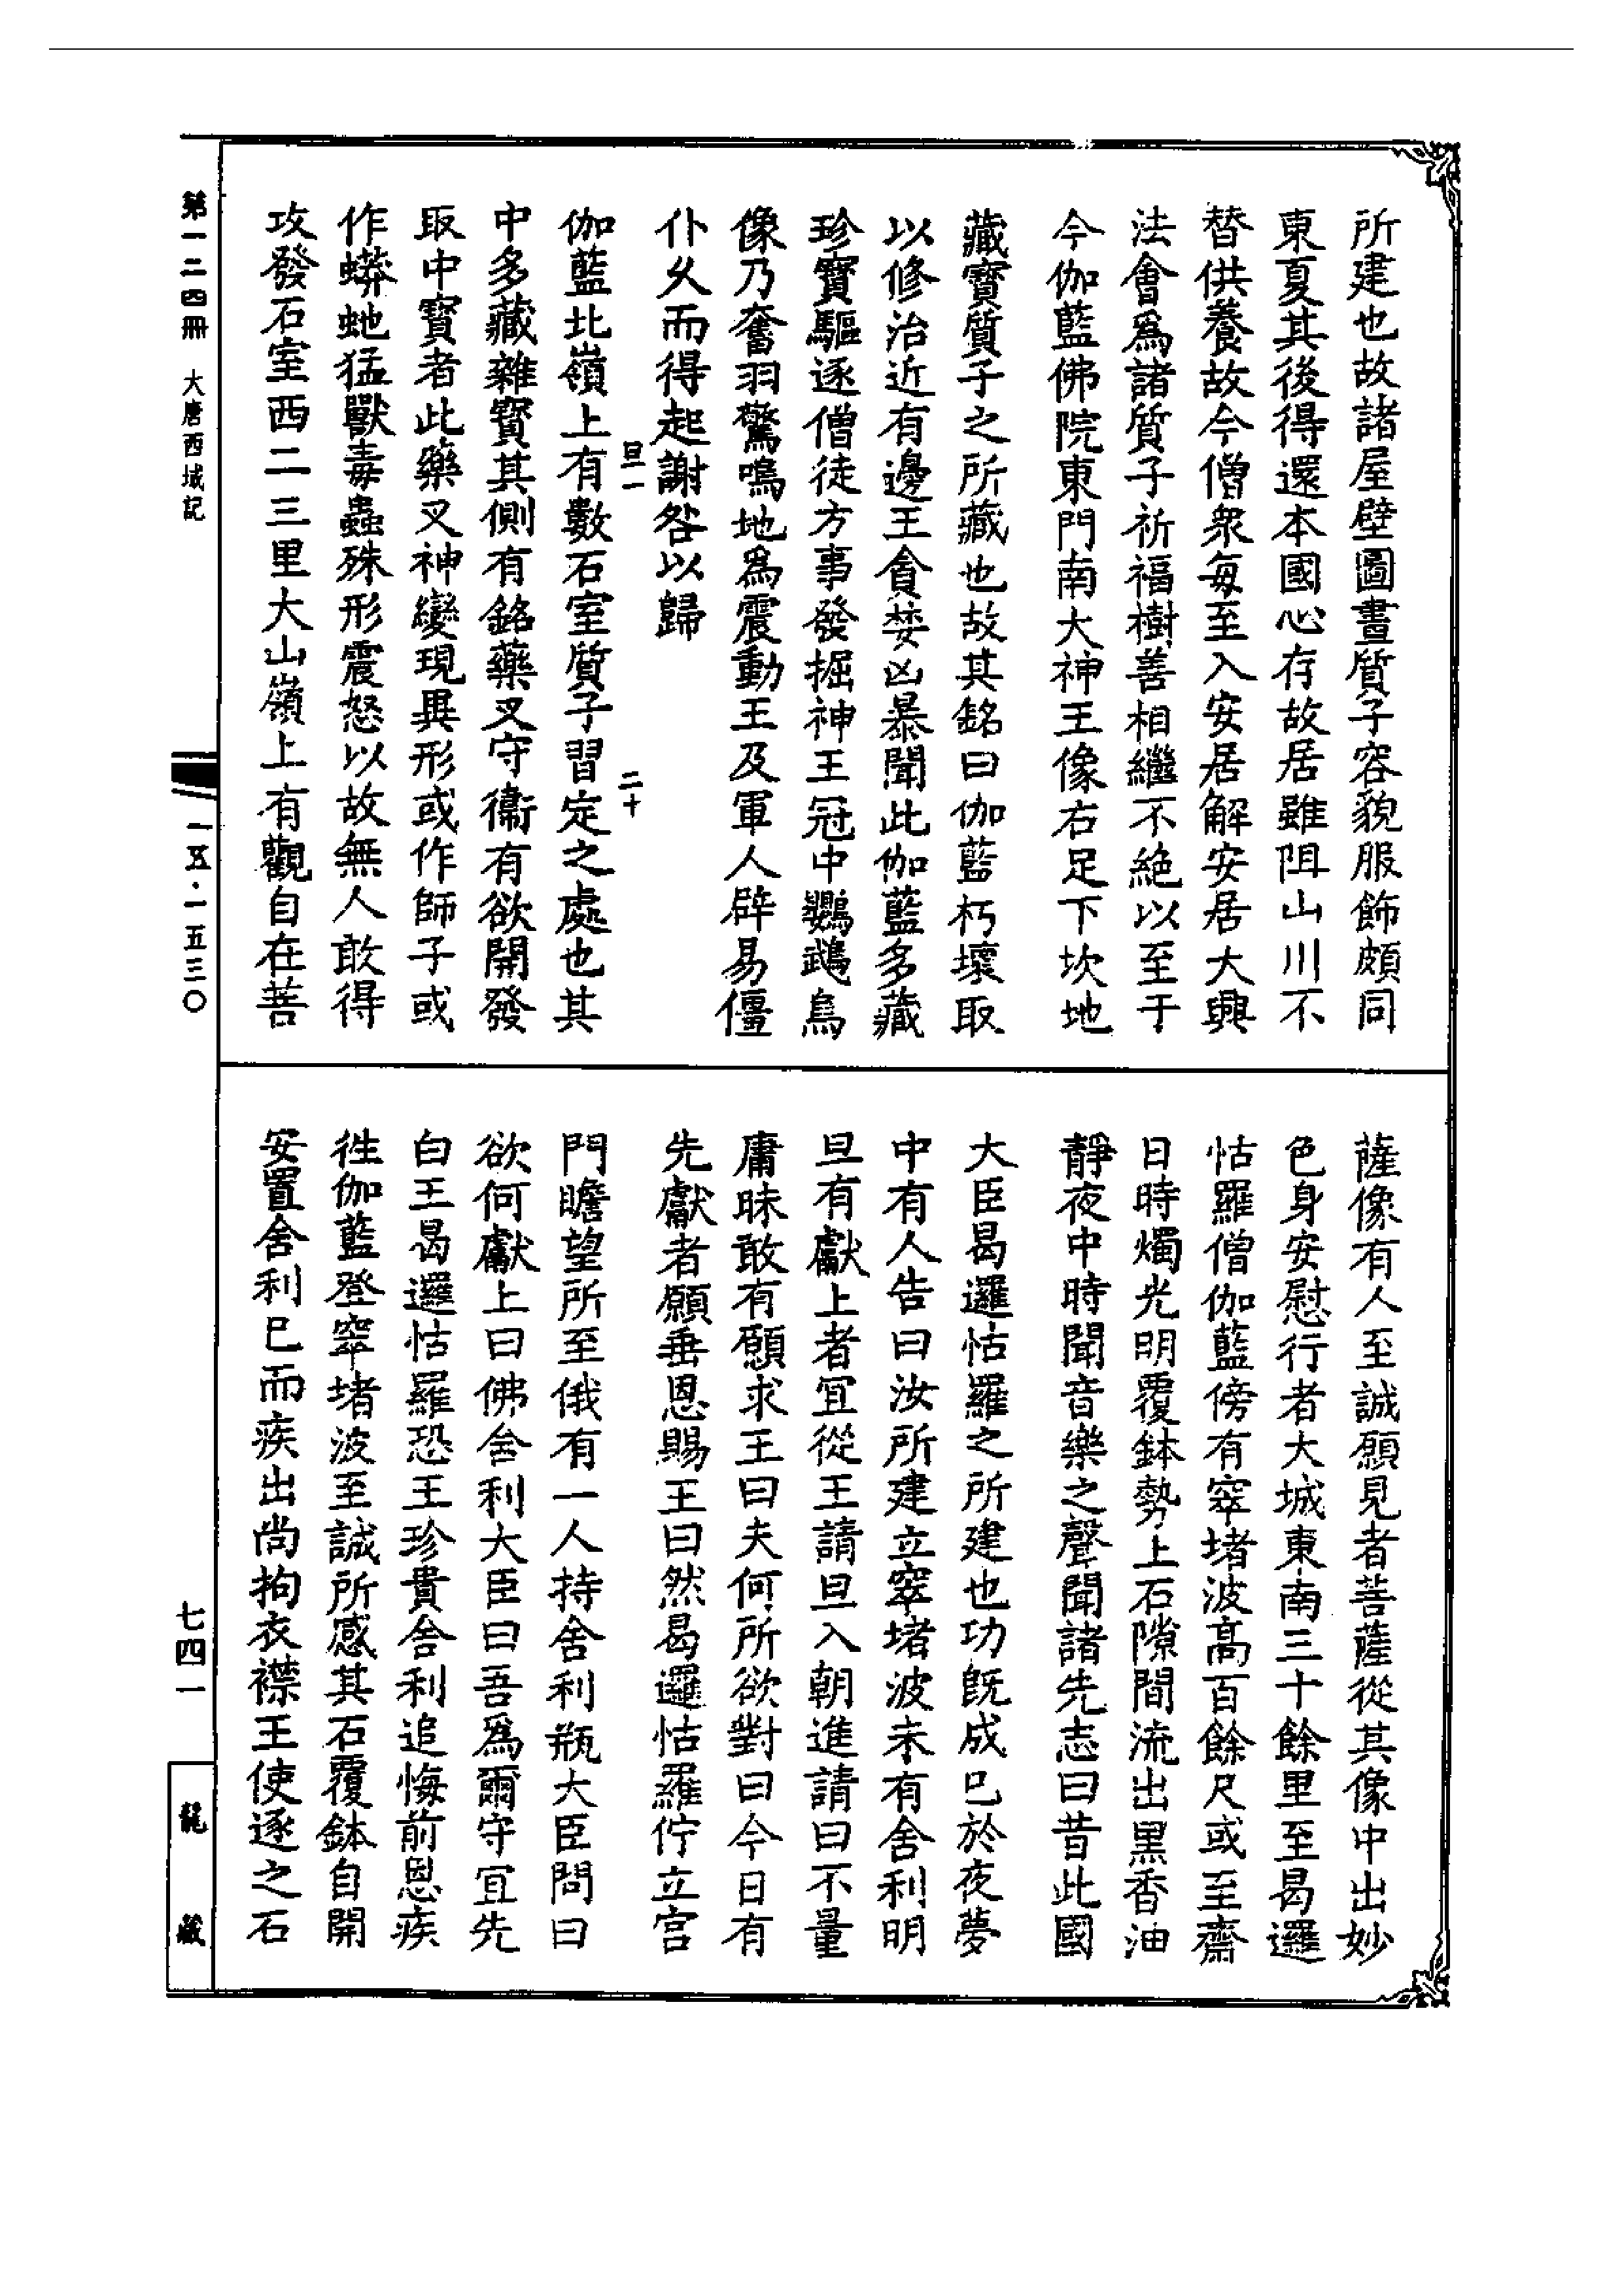 所建也故諸屋壁圖畫質子容貌服飾頗同
東夏其後得還本國心存故居雖阻山川不
替供養故今僧衆每至入安居解安居大興
法會爲諸質子祈福樹善相繼不絶以至于
今伽藍佛院東門南大神王像右足下坎地
藏寶質子之所藏也故其銘曰伽藍朽壞取
以修治近有邊王貪婪凶暴聞此伽藍多藏
珍寶驅逐僧徒方事發掘神王冠中鸚鵡鳥
像乃奮羽驚鳴地爲震動王及軍人辟易僵
仆乆而得起謝咎以歸
伽藍北嶺上有數石室質子習定之處也其
中多藏雜寶其側有銘藥叉守衞有欲開發
取中寶者此藥叉神變現異形或作師子或
作蟒虵猛獸毒蟲殊形震怒以故無人敢得
攻發石室西二三里大山嶺上有觀自在菩
旦一
二十
薩像有人至誠願見者菩薩從其像中出妙
色身安慰行者大城東南三十餘里至曷邏
怙羅僧伽藍傍有窣堵波高百餘尺或至齋
日時燭光明覆鉢勢上石隙間流出黑香油
靜夜中時聞音樂之聲聞諸先志曰昔此國
大臣曷邏怙羅之所建也功旣成已於夜夢
中有人告曰汝所建立窣堵波未有舍利明
旦有獻上者宜從王請旦入朝進請曰不量
庸昧敢有願求王曰夫何所欲對曰今日有
先獻者願垂恩賜王曰然曷邏怙羅佇立宮
門瞻望所至俄有一人持舍利瓶大臣問曰
欲何獻上曰佛舍利大臣曰吾爲爾守宜先
白王曷邏怙羅恐王珍貴舍利追悔前恩疾
徃伽藍登窣堵波至誠所感其石覆鉢自開
安置舍利已而疾出尚拘衣襟王使逐之石
第一二四冊 大唐西域記
一五·一五三〇
七四一
龍藏